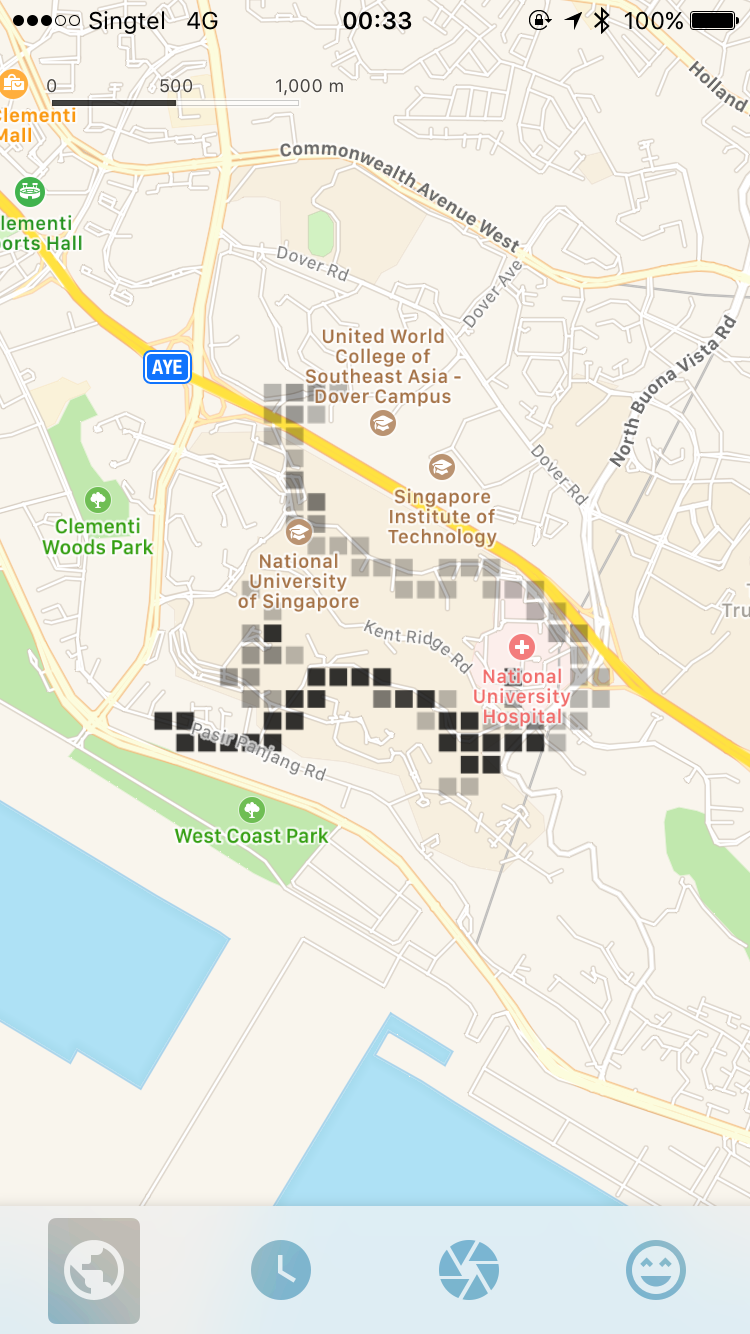 Singtel 4G 00:33 100%
0 500 1,000 m
Holland
Clementi
Mall
Commonwealth Avenue West
lementi
orts Hall
Dover Rd
Dover Ave
North Buona Vista Rd
AYE
United World
College of
Southeast Asia -
Dover Campus
Dover Rd
Singapore
Institute of
Technology
Clementi
Woods Park
National
University
of Singapore
Tru
Kent Ridge Rd
National
University
Hospital
Pasir Panjang Rd
West Coast Park